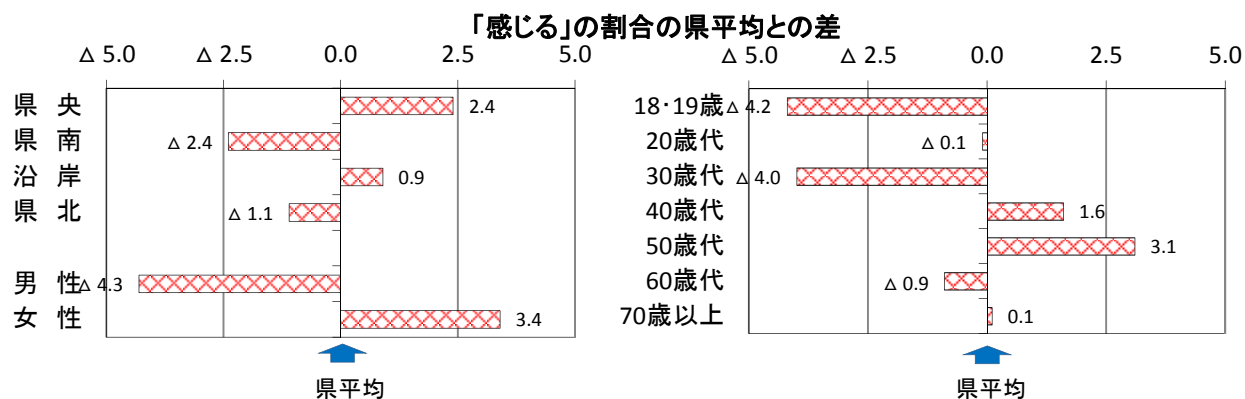 「感じる」の割合の県平均との差
△ 5.0 △ 2.5 0.0 2.5 5.0
県 央 2.4
県 南 △ 2.4
沿 岸 0.9
県 北 △ 1.1
男 性 △ 4.3
女 性 3.4
県平均
△ 5.0 △ 2.5 0.0 2.5 5.0
18・19歳 △ 4.2
20歳代 △ 0.1
30歳代 △ 4.0
40歳代 1.6
50歳代 3.1
60歳代 △ 0.9
70歳以上 0.1
県平均